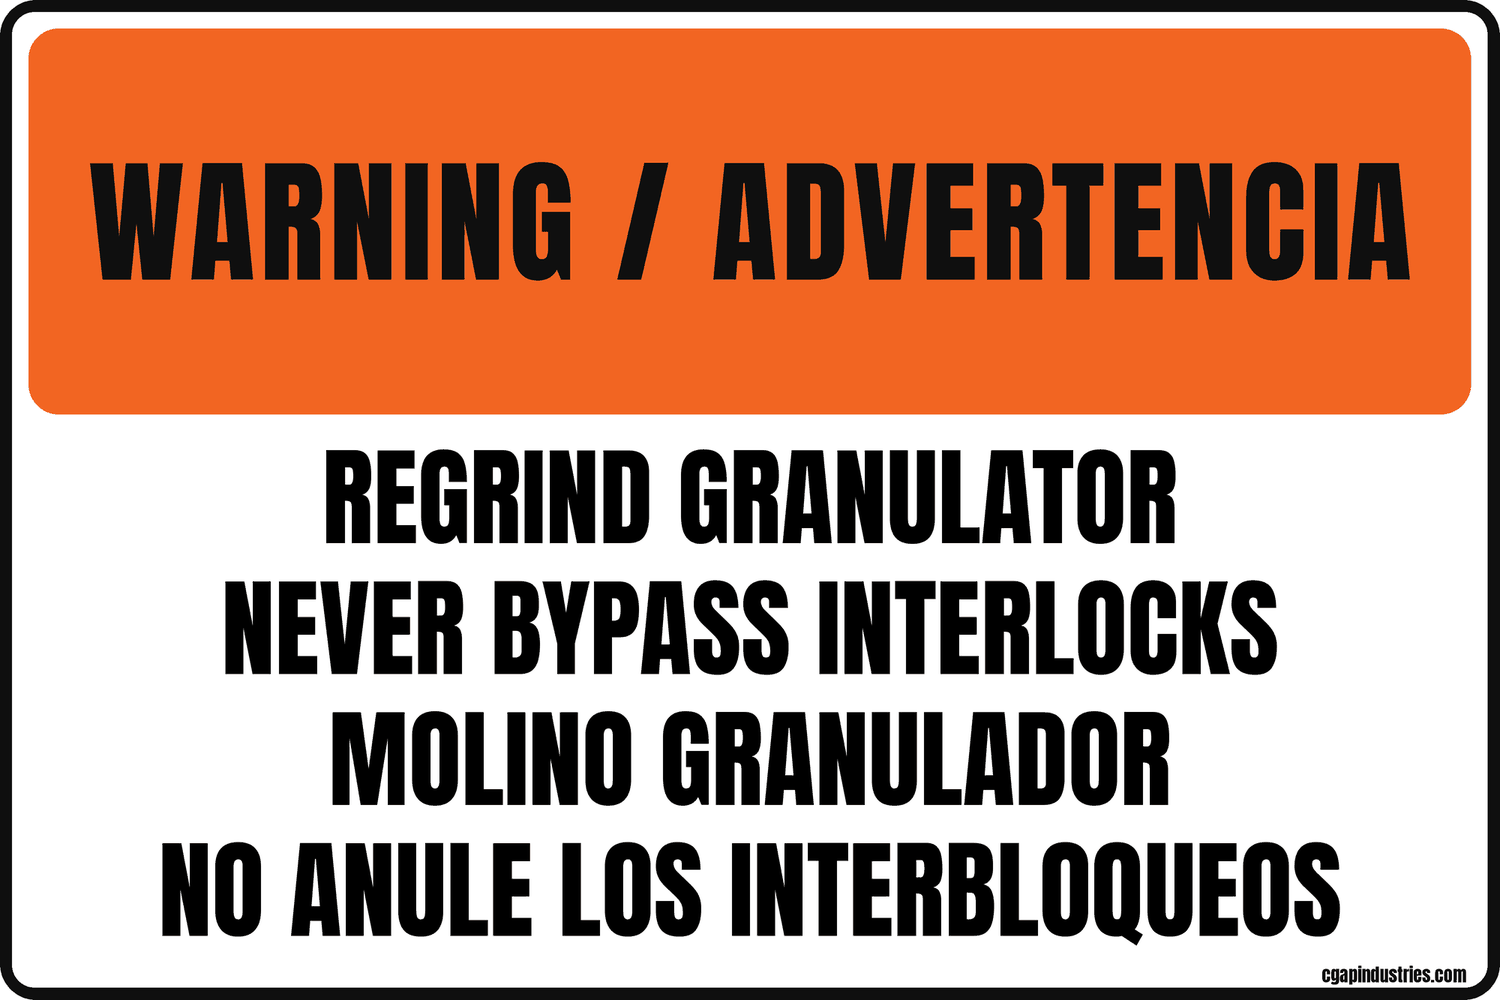 WARNING / ADVERTENCIA
REGRIND GRANULATOR
NEVER BYPASS INTERLOCKS
MOLINO GRANULADOR
NO ANULE LOS INTERBLOQUEOS
cgapindustries.com